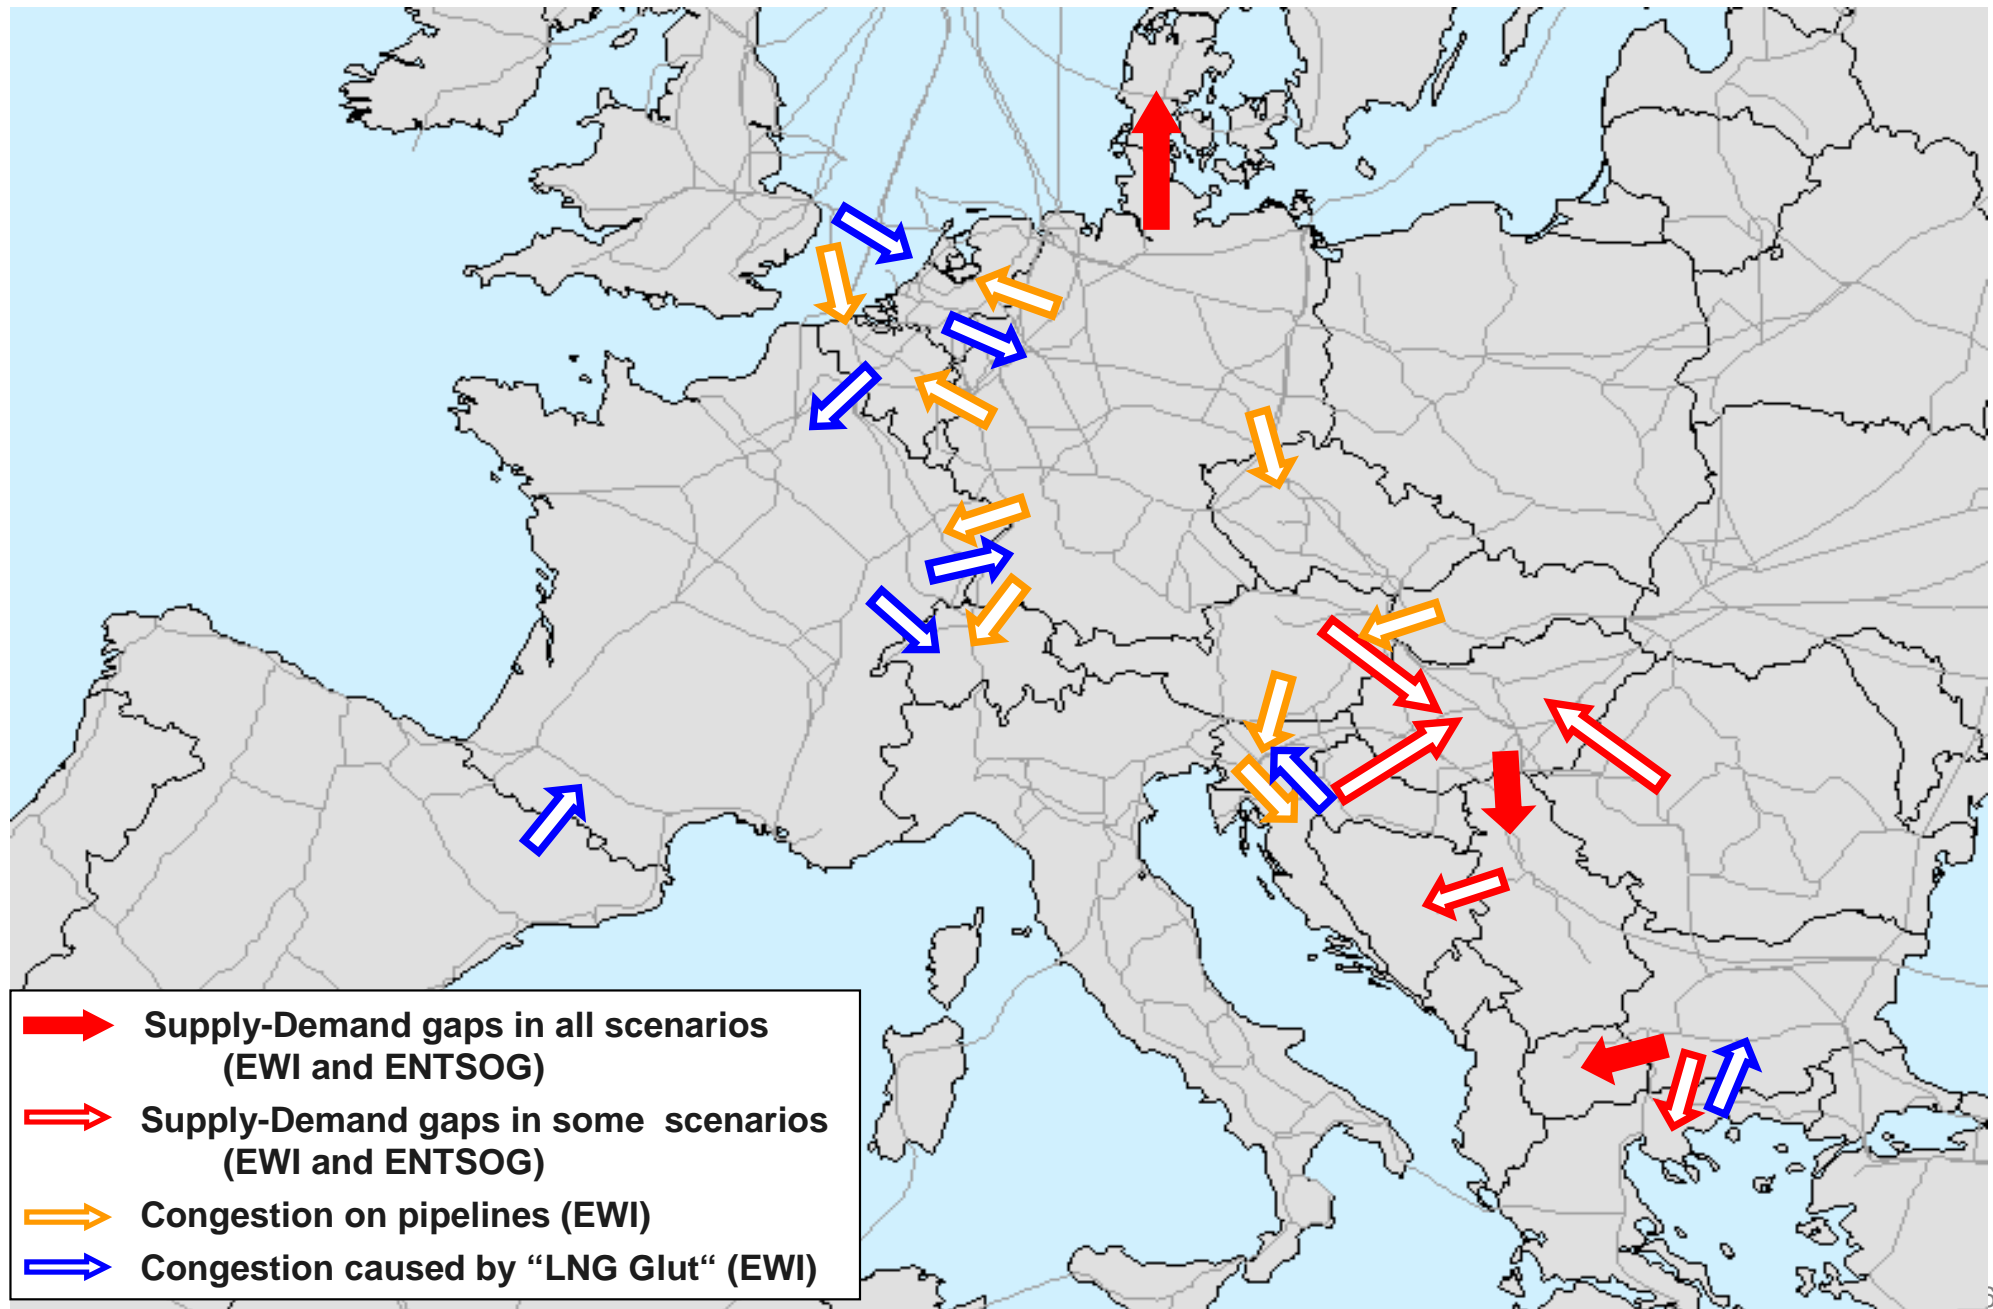 Supply-Demand gaps in all scenarios
(EWI and ENTSOG)
Supply-Demand gaps in some  scenarios
(EWI and ENTSOG)
Congestion on pipelines (EWI)
Congestion caused by “LNG Glut“ (EWI)